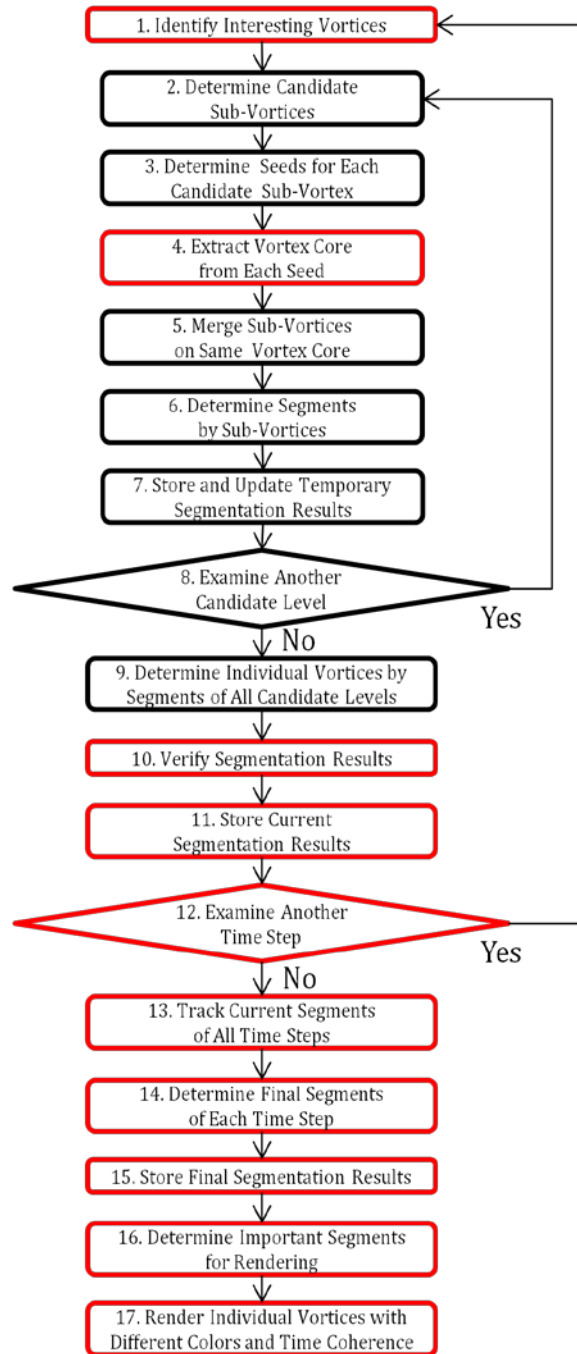 1. Identify Interesting Vortices
2. Determine Candidate
Sub-Vortices
3. Determine Seeds for Each
Candidate Sub-Vortex
4. Extract Vortex Core
from Each Seed
5. Merge Sub-Vortices
on Same Vortex Core
6. Determine Segments
by Sub-Vortices
7. Store and Update Temporary
Segmentation Results
8. Examine Another
Candidate Level
Yes
No
9. Determine Individual Vortices by
Segments of All Candidate Levels
10. Verify Segmentation Results
11. Store Current
Segmentation Results
12. Examine Another
Time Step
Yes
No
13. Track Current Segments
of All Time Steps
14. Determine Final Segments
of Each Time Step
15. Store Final Segmentation Results
16. Determine Important Segments
for Rendering
17. Render Individual Vortices with
Different Colors and Time Coherence